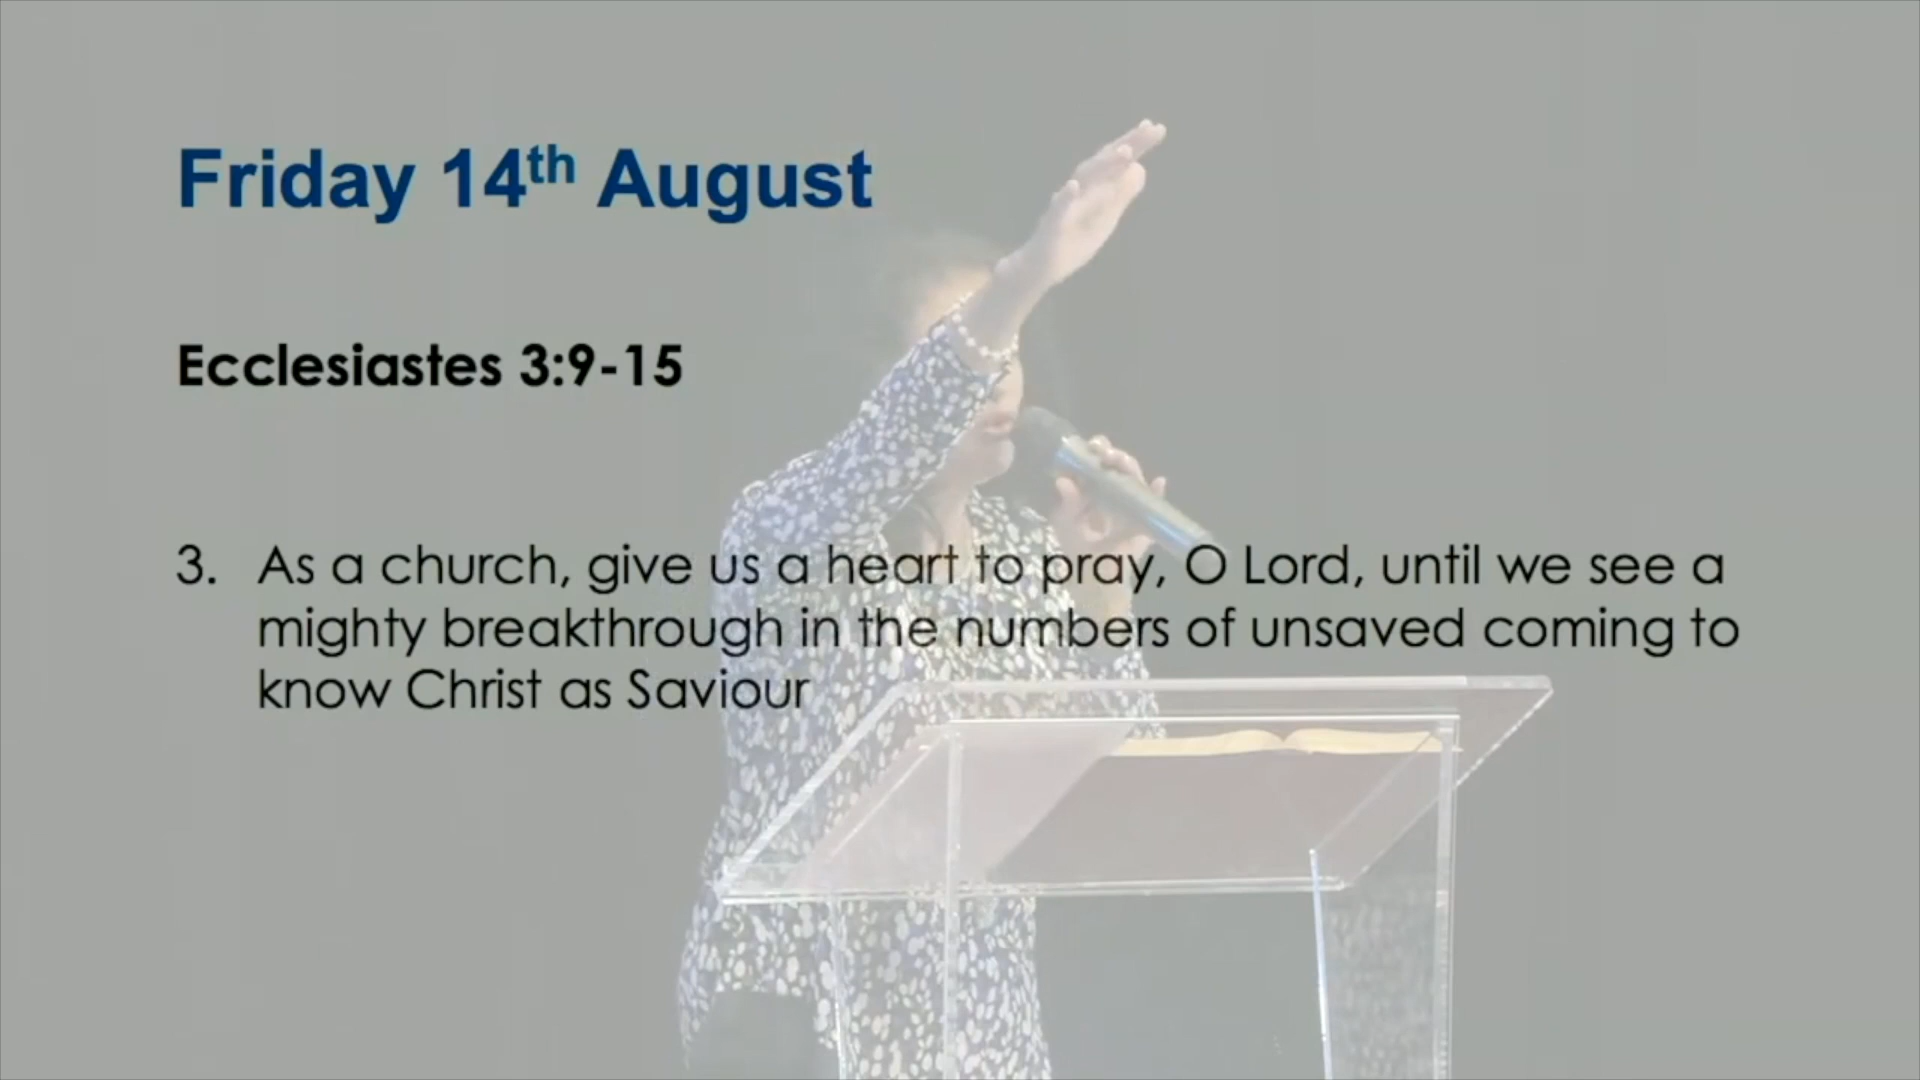 Friday 14th August
Ecclesiastes 3:9-15
3. As a church, give us a heart to pray, O Lord, until we see a
mighty breakthrough in the numbers of unsaved coming to
know Christ as Saviour